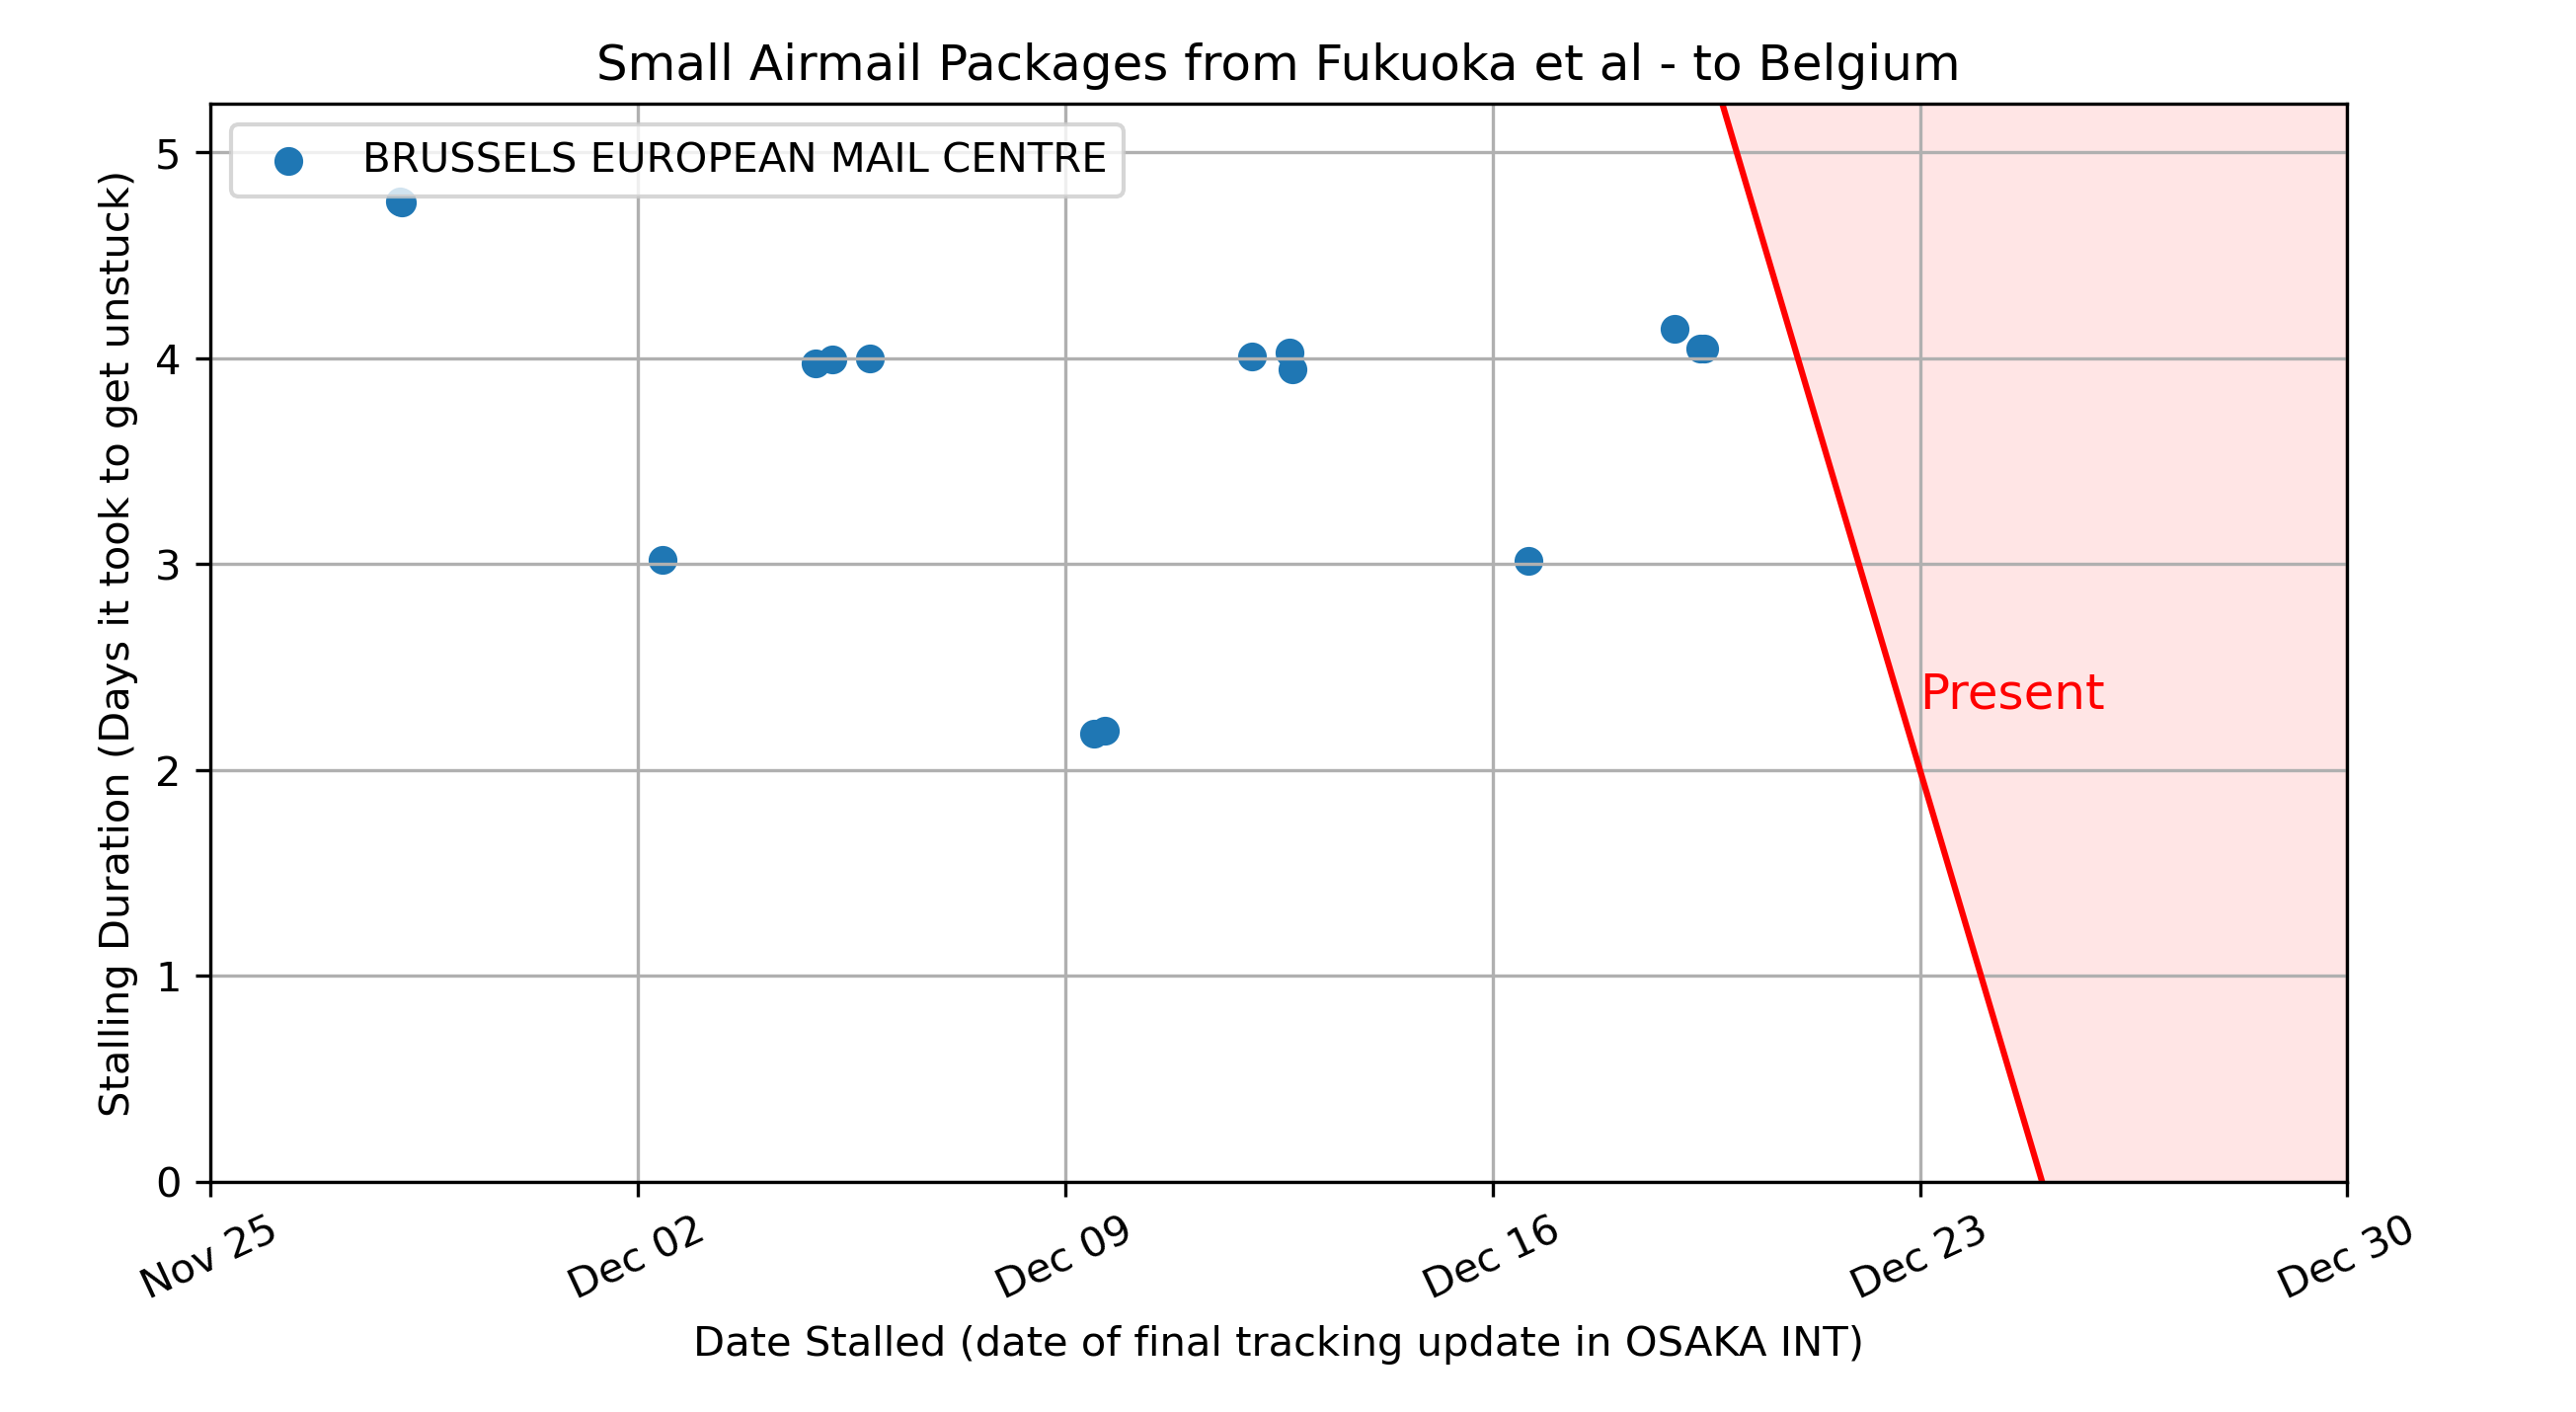 Small Airmail Packages from Fukuoka et al - to Belgium
BRUSSELS EUROPEAN MAIL CENTRE
Stalling Duration (Days it took to get unstuck)
5
4
3
2
1
0
Present
Nov 25
Dec 02
Dec 09
Dec 16
Dec 23
Dec 30
Date Stalled (date of final tracking update in OSAKA INT)